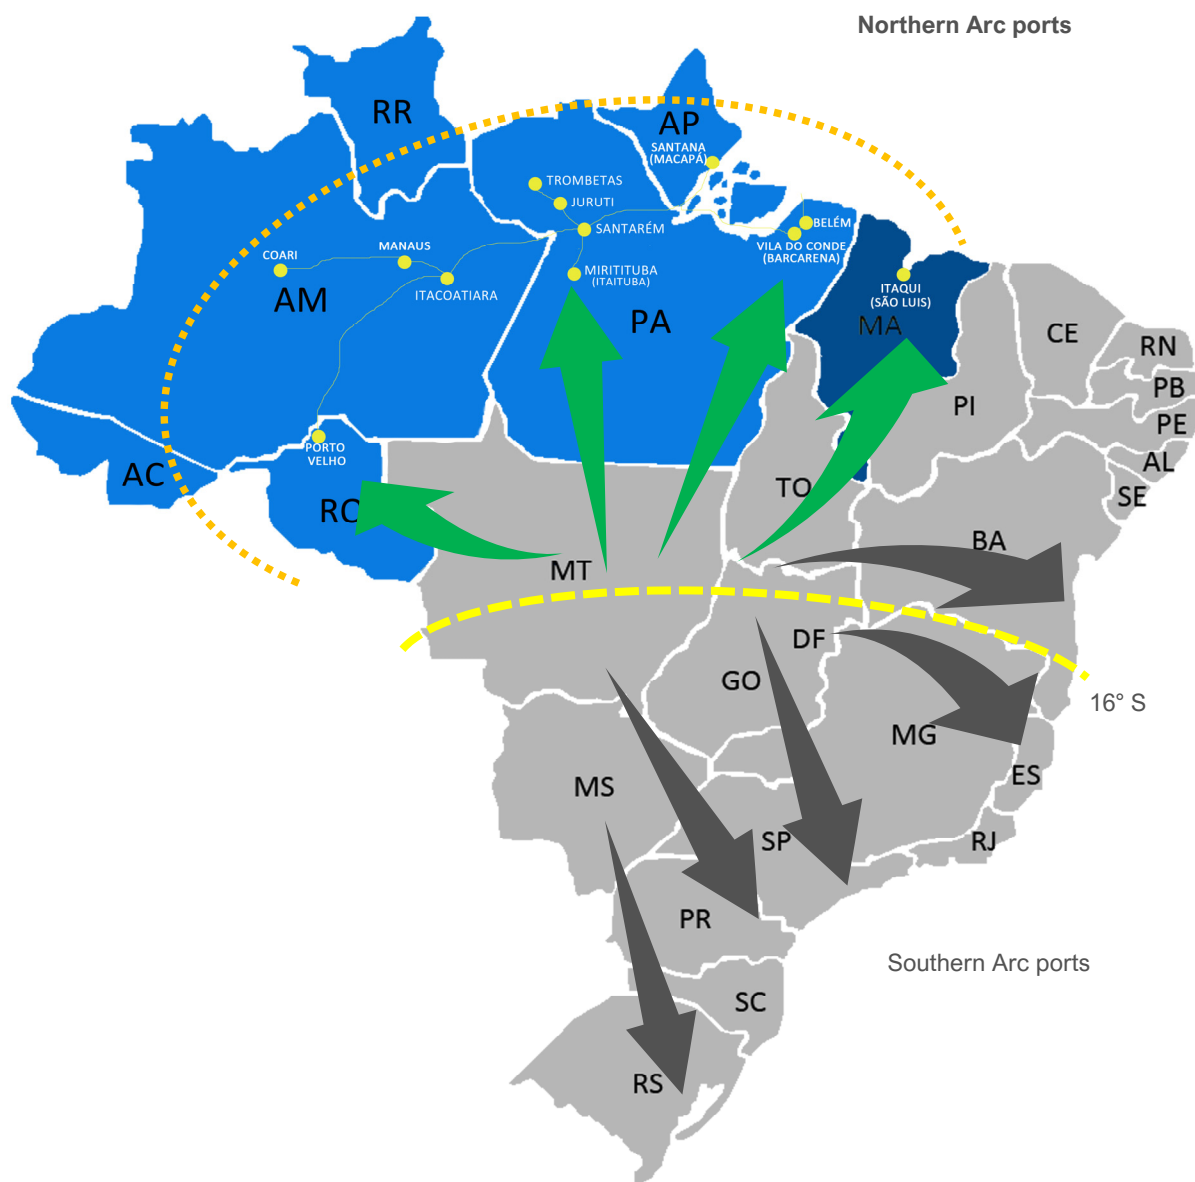 Northern Arc ports
RR
AP
SANTANA
(MACAPÁ)
TROMBETAS
JURUTI
SANTARÉM
BELÉM
VILA DO CONDE
(BARCARENA)
COARI
MANAUS
ITACOATIARA
MIRITITUBA
(ITAITUBA)
ITAQUI
(SÃO LUIS)
AM
PA
MA
CE
RN
PB
PI
PE
AL
SE
PORTO
VELHO
AC
RO
TO
BA
MT
DF
GO
16° S
MG
ES
MS
SP
RJ
PR
Southern Arc ports
SC
RS